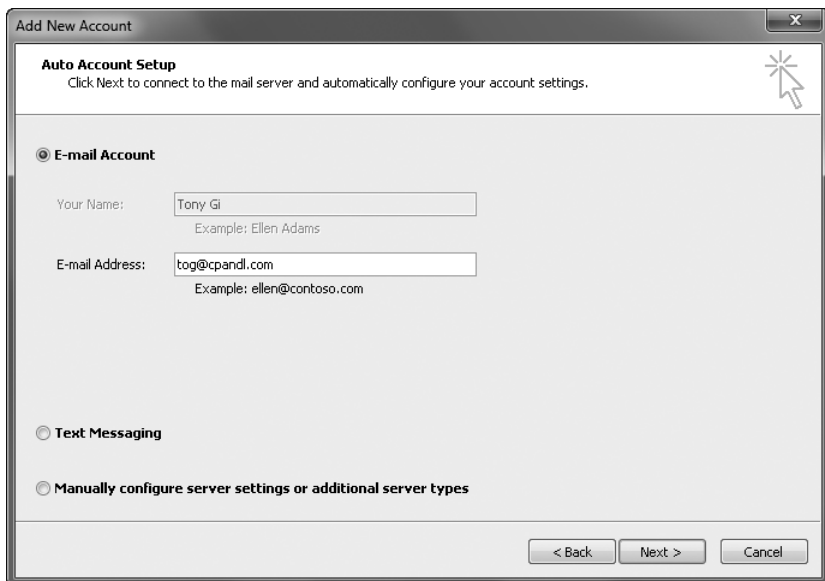 Add New Account
Auto Account Setup
Click Next to connect to the mail server and automatically configure your account settings.
E-mail Account
Your Name: Tony Gi
Example: Ellen Adams
E-mail Address: tog@cpandl.com
Example: ellen@contoso.com
Text Messaging
Manually configure server settings or additional server types
< Back Next > Cancel